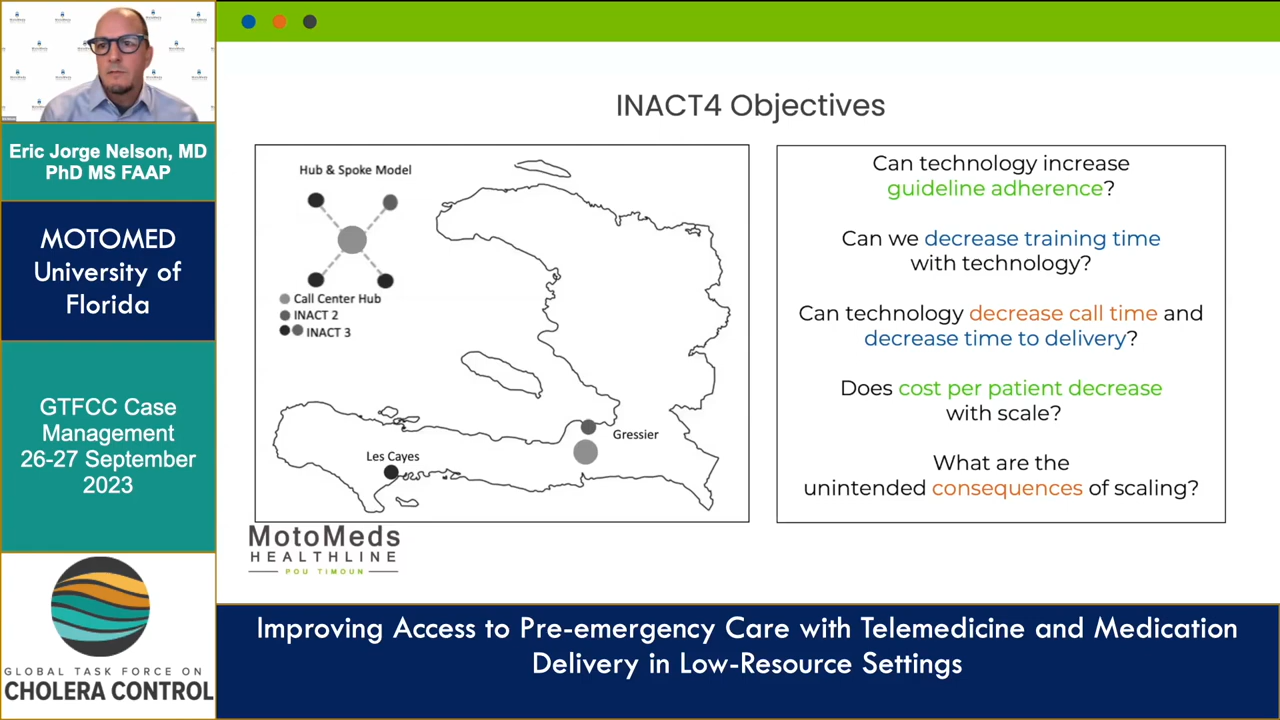 Eric Jorge Nelson, MD
PhD MS FAAP
MOTOMED
University of
Florida
GTFCC Case
Management
26-27 September
2023
GLOBAL TASK FORCE ON
CHOLERA CONTROL
INACT4 Objectives
Hub & Spoke Model
Call Center Hub
INACT 2
INACT 3
Gressier
Les Cayes
MotoMeds
HEALTHLINE
POU TIMOUN
Can technology increase
guideline adherence?
Can we decrease training time
with technology?
Can technology decrease call time and
decrease time to delivery?
Does cost per patient decrease
with scale?
What are the
unintended consequences of scaling?
Improving Access to Pre-emergency Care with Telemedicine and Medication
Delivery in Low-Resource Settings